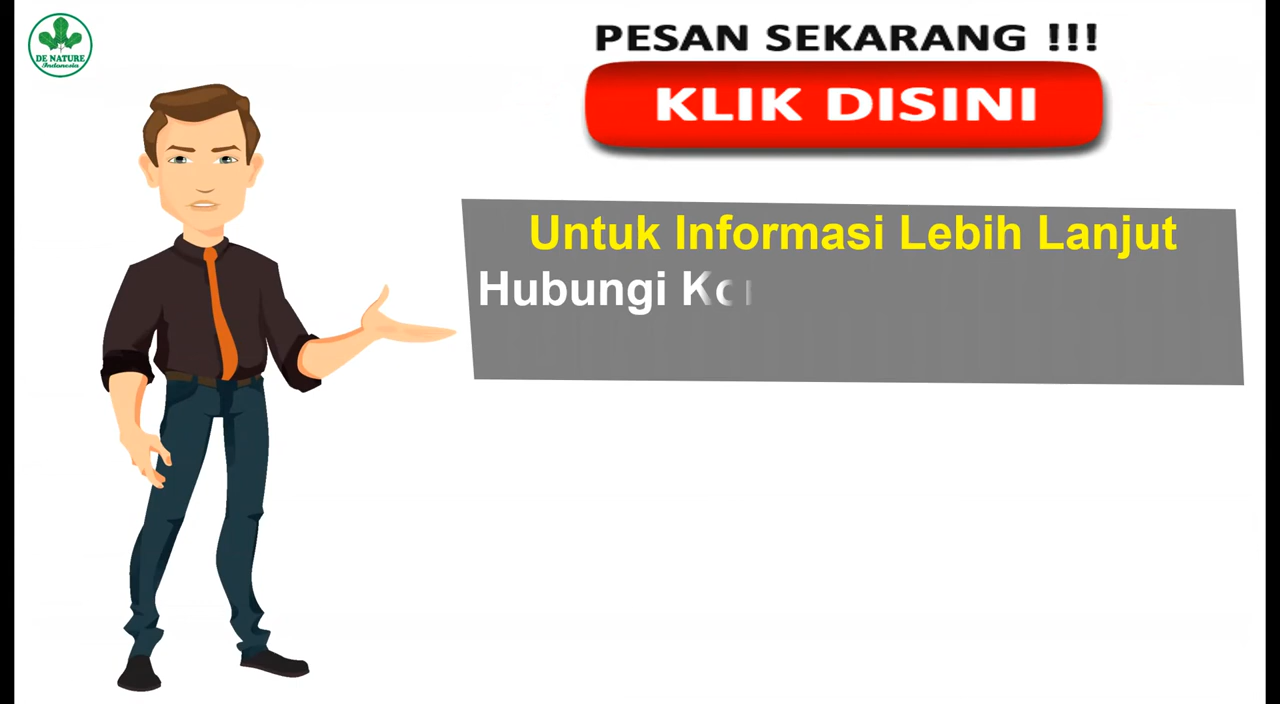 DE NATURE
Indonesia
PESAN SEKARANG !!!
KLIK DISINI
Untuk Informasi Lebih Lanjut
Hubungi